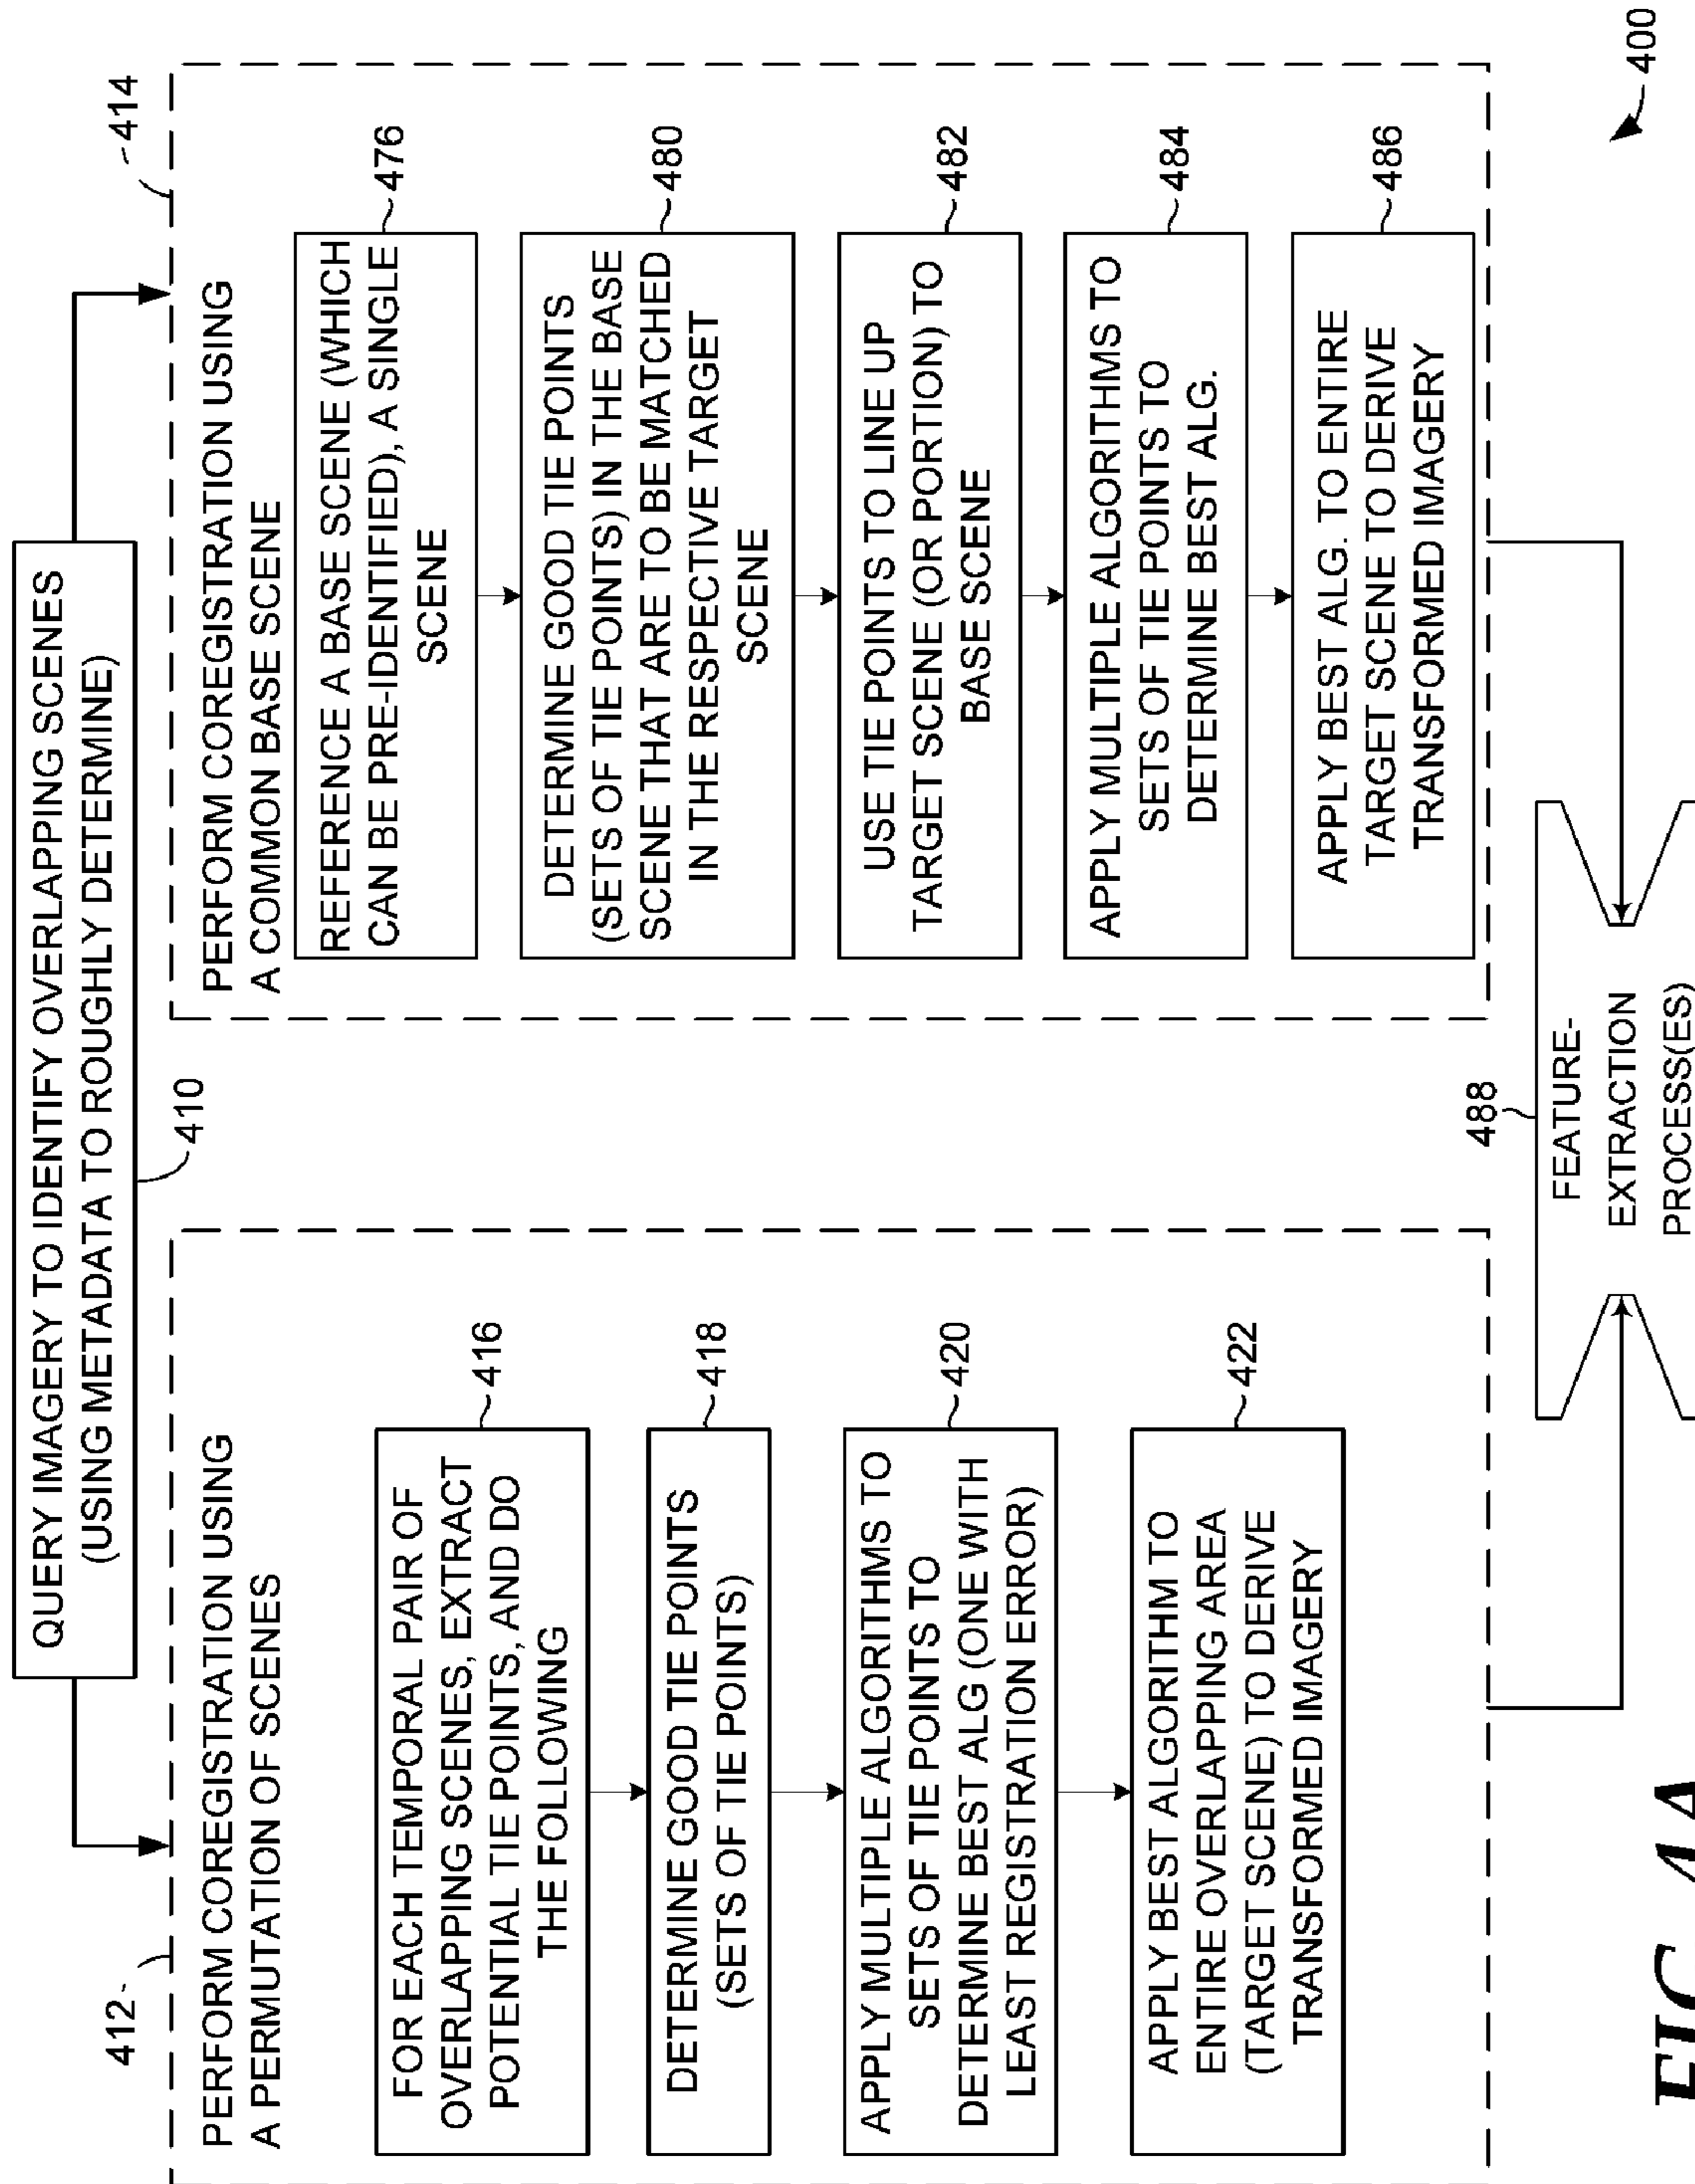 QUERY IMAGERY TO IDENTIFY OVERLAPPING SCENES
(USING METADATA TO ROUGHLY DETERMINE)
410
412
PERFORM COREGISTRATION USING
A PERMUTATION OF SCENES
FOR EACH TEMPORAL PAIR OF
OVERLAPPING SCENES, EXTRACT
POTENTIAL TIE POINTS, AND DO
THE FOLLOWING
416
DETERMINE GOOD TIE POINTS
(SETS OF TIE POINTS)
418
APPLY MULTIPLE ALGORITHMS TO
SETS OF TIE POINTS TO
DETERMINE BEST ALG (ONE WITH
LEAST REGISTRATION ERROR)
420
APPLY BEST ALGORITHM TO
ENTIRE OVERLAPPING AREA
(TARGET SCENE) TO DERIVE
TRANSFORMED IMAGERY
422
414
PERFORM COREGISTRATION USING
A COMMON BASE SCENE
REFERENCE A BASE SCENE (WHICH
CAN BE PRE-IDENTIFIED), A SINGLE
SCENE
476
DETERMINE GOOD TIE POINTS
(SETS OF TIE POINTS) IN THE BASE
SCENE THAT ARE TO BE MATCHED
IN THE RESPECTIVE TARGET
SCENE
480
USE TIE POINTS TO LINE UP
TARGET SCENE (OR PORTION) TO
BASE SCENE
482
APPLY MULTIPLE ALGORITHMS TO
SETS OF TIE POINTS TO
DETERMINE BEST ALG.
484
APPLY BEST ALG. TO ENTIRE
TARGET SCENE TO DERIVE
TRANSFORMED IMAGERY
486
488
FEATURE-
EXTRACTION
PROCESS(ES)
400
FIG. 4A